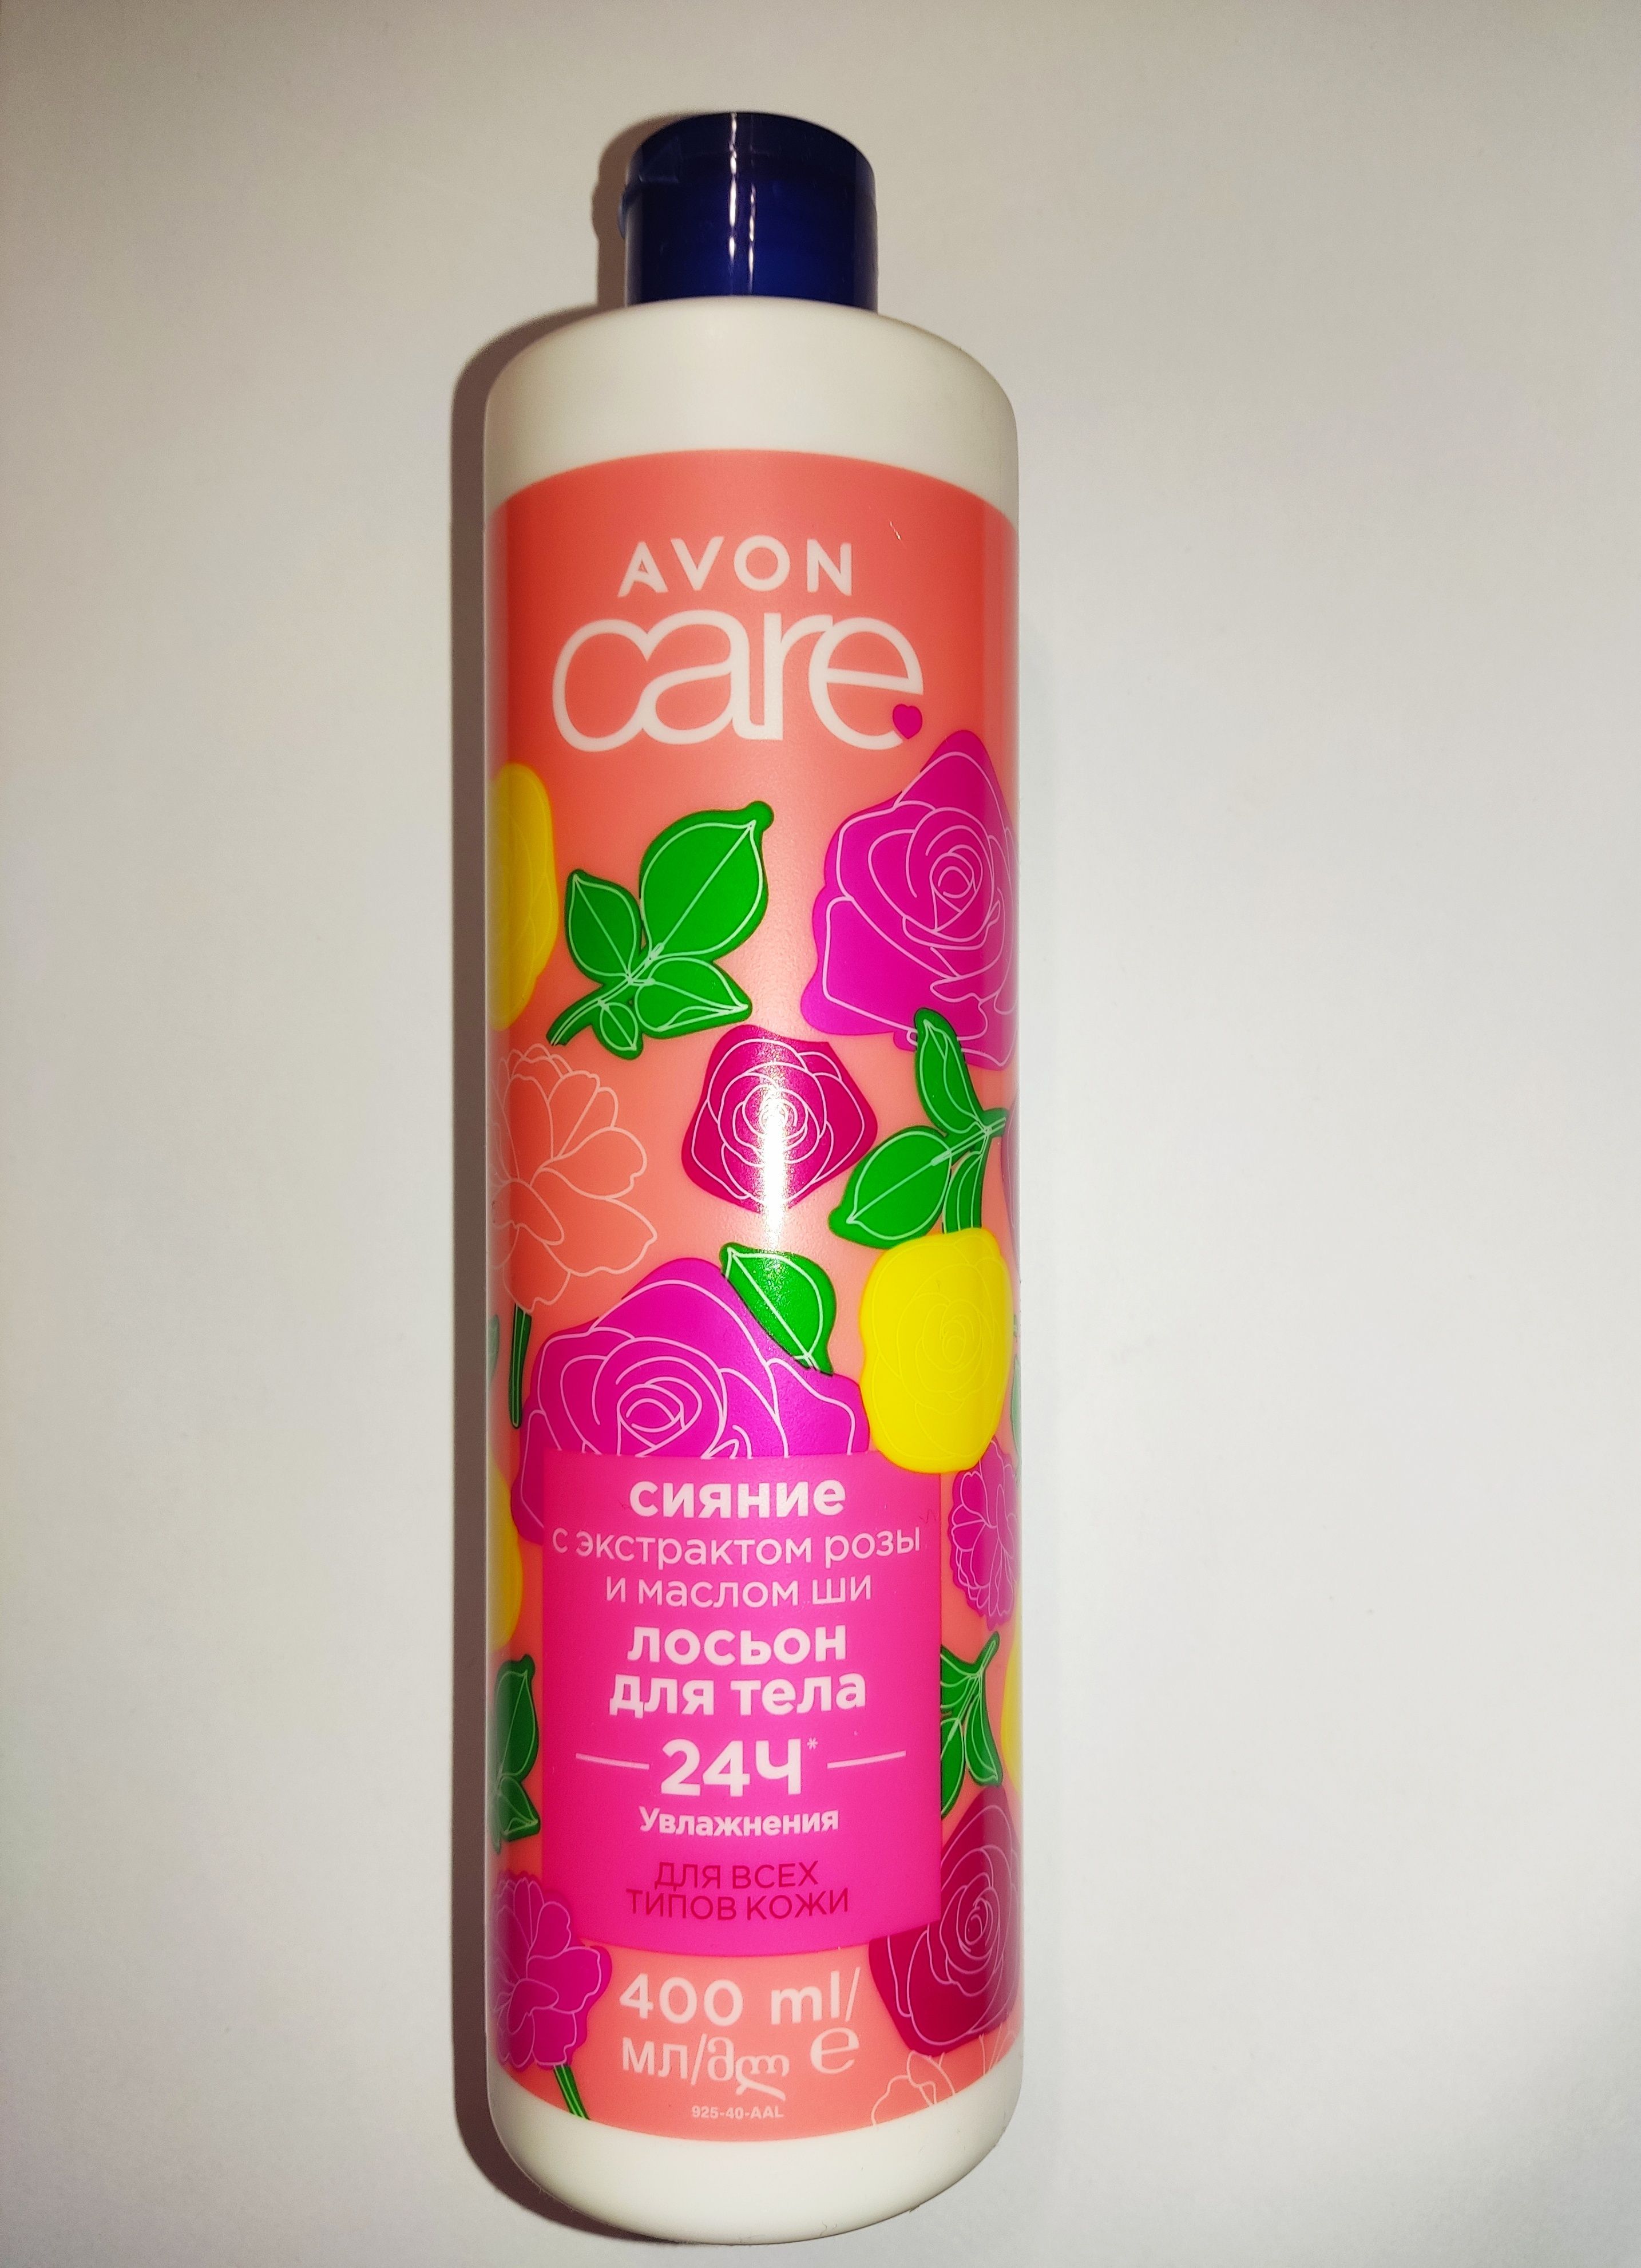 AVON
care
сияние
с экстрактом розы
и маслом ши
лосьон
для тела
24Ч*
Увлажнения
ДЛЯ ВСЕХ
ТИПОВ КОЖИ
400 ml/
мл/მლ e
925-40-AAL